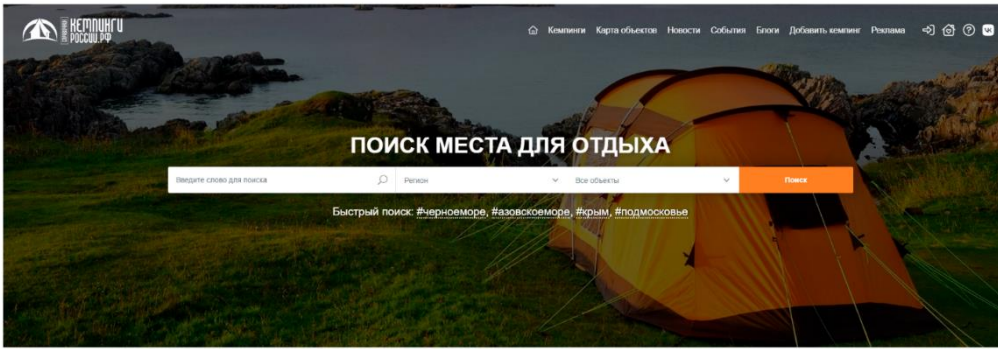 СПРАВОЧНИК
КЕМПИНГИ
РОССИИ.РФ
Кемпинги Карта объектов Новости События Блоги Добавить кемпинг Реклама
ПОИСК МЕСТА ДЛЯ ОТДЫХА
Введите слово для поиска Регион Все объекты Поиск
Быстрый поиск: #черноеморе, #азовскоеморе, #крым, #подмосковье